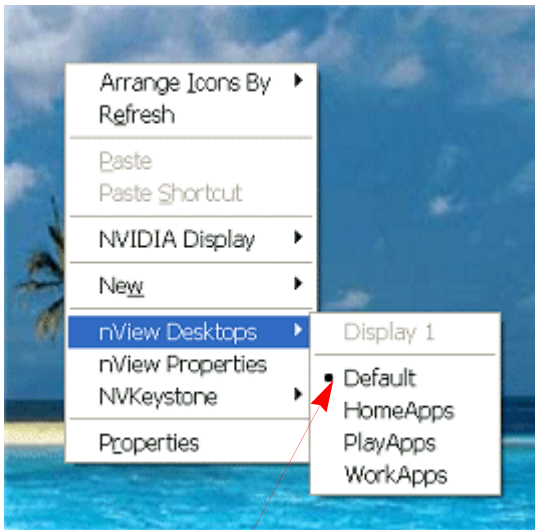 Arrange Icons By
Refresh
Paste
Paste Shortcut
NVIDIA Display
New
nView Desktops
nView Properties
NVKeystone
Properties
Display 1
Default
HomeApps
PlayApps
WorkApps